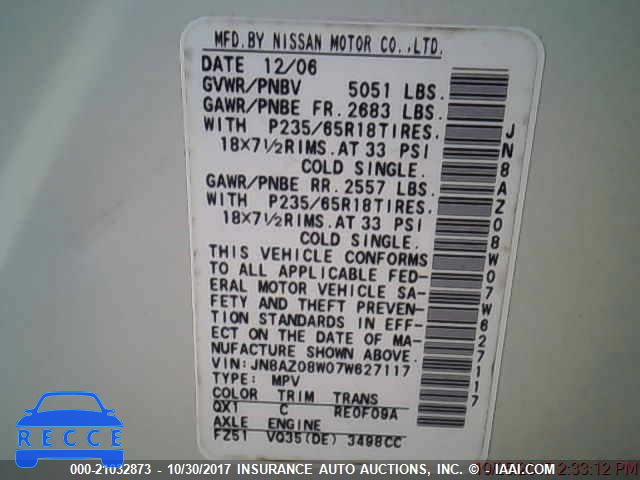 MFD.BY NISSAN MOTOR CO.,LTD.
DATE 12/06
GVWR/PNBV 5051 LBS.
GAWR/PNBE FR. 2683 LBS.
WITH P235/65R18TIRES.
18×7½RIMS.AT 33 PSI
COLD SINGLE.
GAWR/PNBE RR. 2557 LBS.
WITH P235/65R18TIRES.
18×7½RIMS.AT 33 PSI
COLD SINGLE.
THIS VEHICLE CONFORMS
TO ALL APPLICABLE FED-
ERAL MOTOR VEHICLE SA-
FETY AND THEFT PREVEN-
TION STANDARDS IN EFF-
ECT ON THE DATE OF MA-
NUFACTURE SHOWN ABOVE.
VIN: JN8AZ08W07W627117
TYPE: MPV
COLOR TRIM TRANS
QX1 C RE0F09A
AXLE ENGINE
FZ51 VQ35(DE) 3498CC
JN8AZ08W07W627117
RECCE
000-21032873 - 10/30/2017 INSURANCE AUTO AUCTIONS, INC. - © IAAI.COM
2:33:12 PM